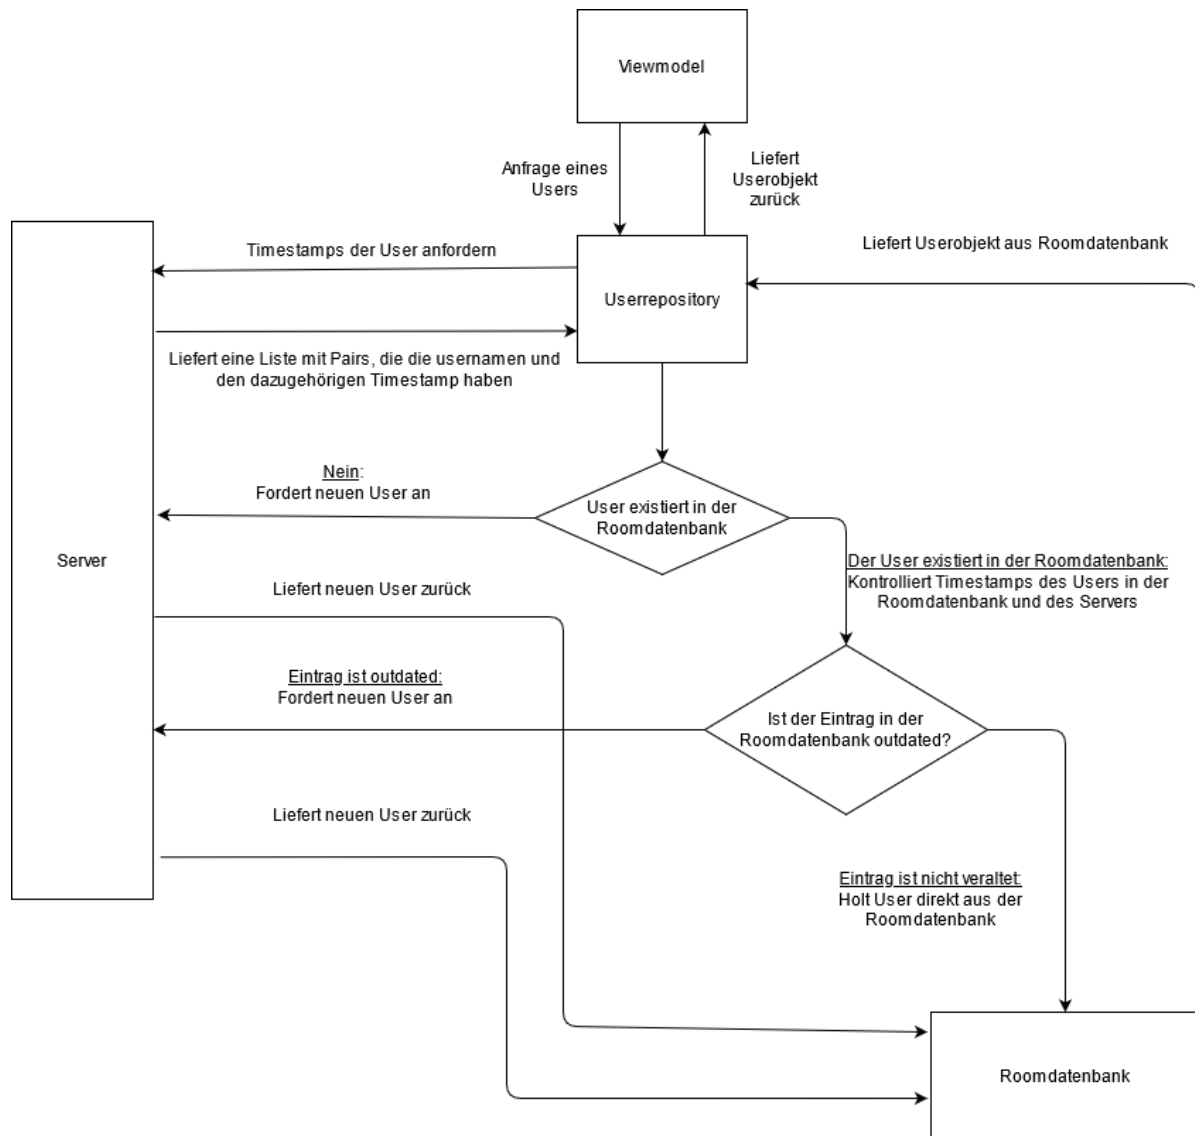 Viewmodel
Anfrage eines
Users
Liefert
Userobjekt
zurück
Timestamps der User anfordern
Userrepository
Liefert Userobjekt aus Roomdatenbank
Liefert eine Liste mit Pairs, die die usernamen und
den dazugehörigen Timestamp haben
Nein:
Fordert neuen User an
User existiert in der
Roomdatenbank
Server
Der User existiert in der Roomdatenbank:
Kontrolliert Timestamps des Users in der
Roomdatenbank und des Servers
Liefert neuen User zurück
Eintrag ist outdated:
Fordert neuen User an
Ist der Eintrag in der
Roomdatenbank outdated?
Liefert neuen User zurück
Eintrag ist nicht veraltet:
Holt User direkt aus der
Roomdatenbank
Roomdatenbank